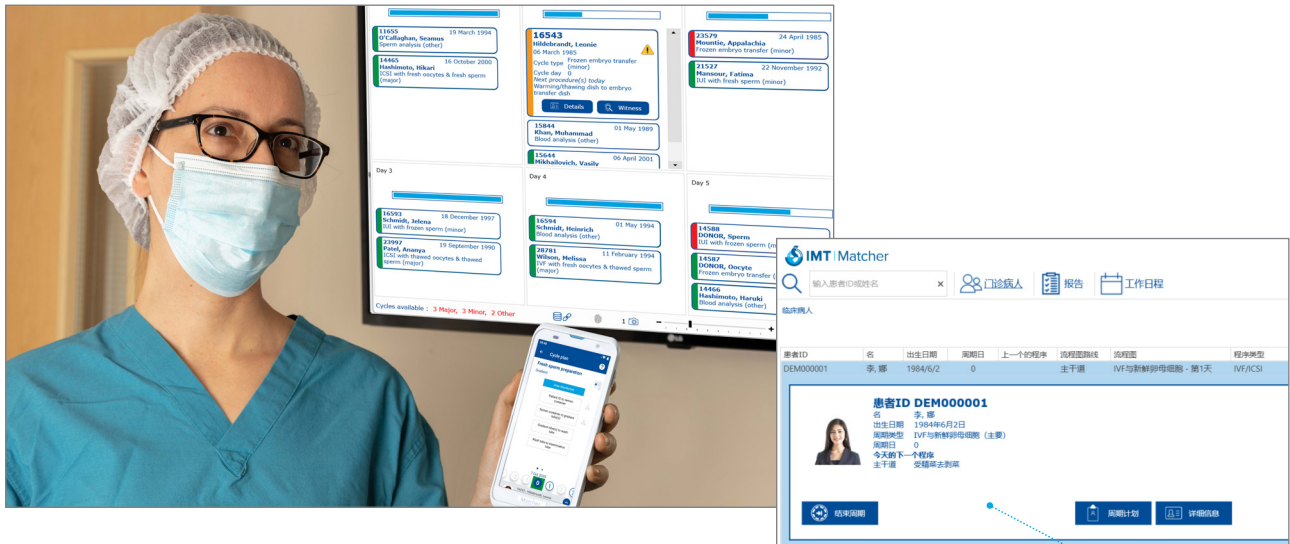 11655 19 March 1994
O'Callaghan, Seamus
Sperm analysis (other)
14465 16 October 2000
Hashimoto, Hikari
ICSI with fresh oocytes & fresh sperm
(major)
16543
Hildebrandt, Leonie
06 March 1985
Cycle type Frozen embryo transfer
(minor)
Cycle day 0
Next procedure(s) today
Warming/thawing dish to embryo
transfer dish
Details Witness
15844 01 May 1989
Khan, Muhammad
Blood analysis (other)
15644 06 April 2001
Mikhailovich, Vasily
23579 24 April 1985
Mountie, Appalachia
Frozen embryo transfer (minor)
21527 22 November 1992
Mansour, Fatima
IUI with fresh sperm (minor)
Day 3
16593 18 December 1997
Schmidt, Jelena
IUI with frozen sperm (minor)
23997 19 September 1990
Patel, Ananya
ICSI with thawed oocytes & thawed
sperm (major)
Day 4
16594 01 May 1994
Schmidt, Heinrich
Blood analysis (other)
28781 11 February 1994
Wilson, Melissa
IVF with fresh oocytes & thawed sperm
(major)
Day 5
14588
DONOR, Sperm
IUI with frozen sperm (m
14587
DONOR, Oocyte
Frozen embryo transfer (
14466
Hashimoto, Haruki
Blood analysis (other)
Cycles available : 3 Major, 3 Minor, 2 Other
1
LG
Cycle plan
Fresh sperm preparation
IMT Matcher
输入患者ID或姓名 × 门诊病人 报告 工作日程
临床病人
患者ID 名 出生日期 周期日 上一个的程序 流程图路线 流程图 程序类型
DEM000001 李, 娜 1984/6/2 0 主干道 IVF与新鲜卵母细胞 - 第1天 IVF/ICSI
患者ID DEM000001
名 李, 娜
出生日期 1984年6月2日
周期类型 IVF与新鲜卵母细胞 (主要)
周期日 0
今天的下一个程序
主干道 受精菜去剥菜
结束周期 周期计划 详细信息